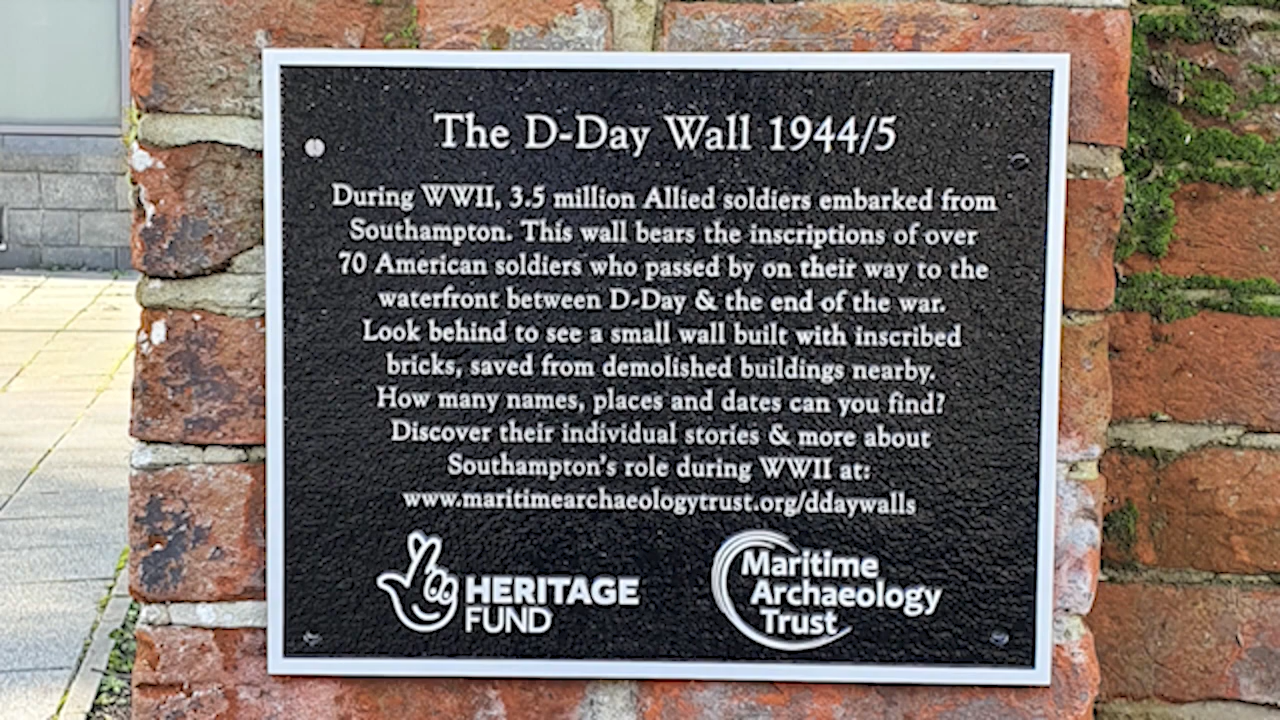 The D-Day Wall 1944/5
During WWII, 3.5 million Allied soldiers embarked from
Southampton. This wall bears the inscriptions of over
70 American soldiers who passed by on their way to the
waterfront between D-Day & the end of the war.
Look behind to see a small wall built with inscribed
bricks, saved from demolished buildings nearby.
How many names, places and dates can you find?
Discover their individual stories & more about
Southampton's role during WWII at:
www.maritimearchaeologytrust.org/ddaywalls
HERITAGE
FUND
Maritime
Archaeology
Trust